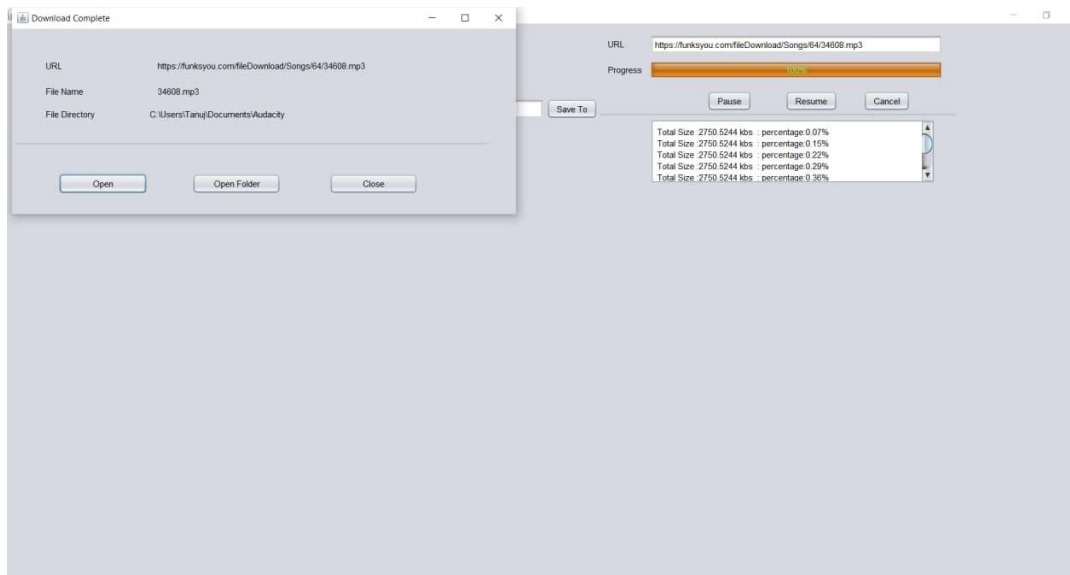 Download Complete
URL https://funksyou.com/fileDownload/Songs/64/34608.mp3
File Name 34608.mp3
File Directory C:\Users\Tanuj\Documents\Audacity
Open Open Folder Close
Save To
URL https://funksyou.com/fileDownload/Songs/64/34608.mp3
Progress 100%
Pause Resume Cancel
Total Size :2750.5244 kbs : percentage:0.07%
Total Size :2750.5244 kbs : percentage:0.15%
Total Size :2750.5244 kbs : percentage:0.22%
Total Size :2750.5244 kbs : percentage:0.29%
Total Size :2750.5244 kbs : percentage:0.36%